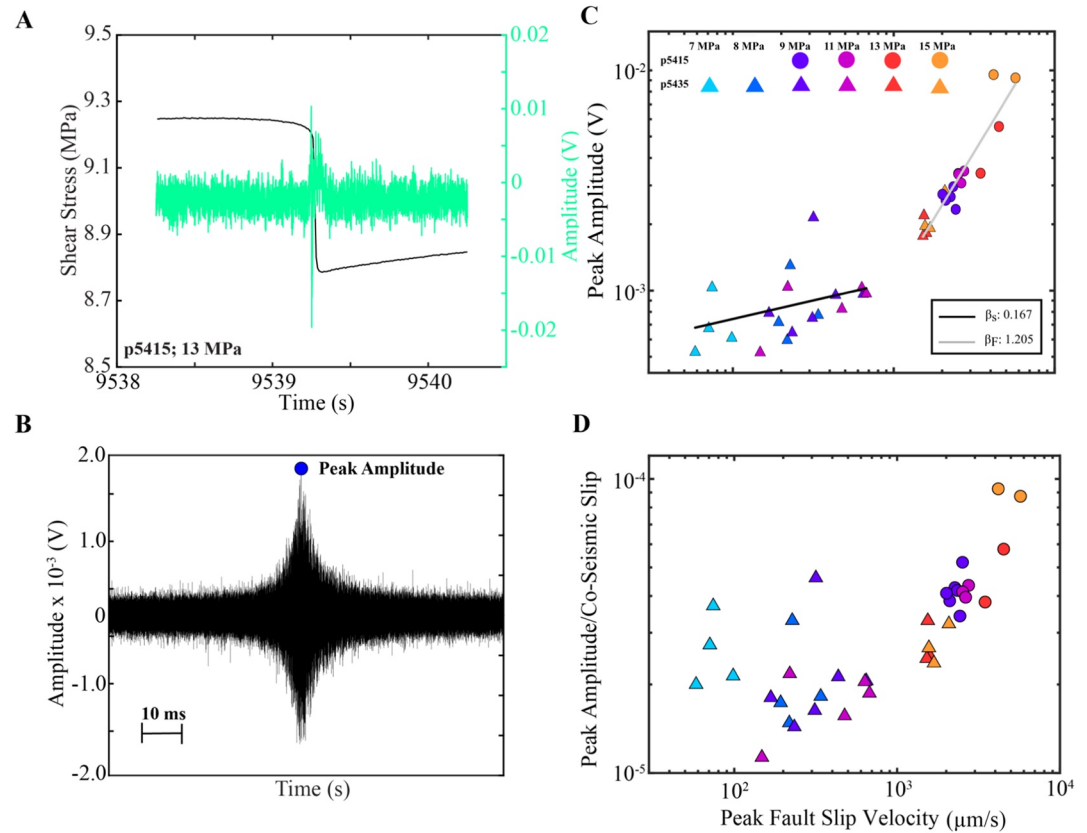 A
9.5
9.3
9.1
9.0
8.9
8.7
8.5
Shear Stress (MPa)
0.02
0.01
0
-0.01
-0.02
Amplitude (V)
p5415; 13 MPa
9538
9539
9540
Time (s)
B
2.0
1.0
0
-1.0
-2.0
Amplitude x 10⁻³ (V)
Peak Amplitude
10 ms
Time (s)
C
7 MPa 8 MPa 9 MPa 11 MPa 13 MPa 15 MPa
p5415
p5435
10⁻²
10⁻³
Peak Amplitude (V)
βs: 0.167
βF: 1.205
D
10⁻⁴
10⁻⁵
Peak Amplitude/Co-Seismic Slip
10² 10³ 10⁴
Peak Fault Slip Velocity (μm/s)